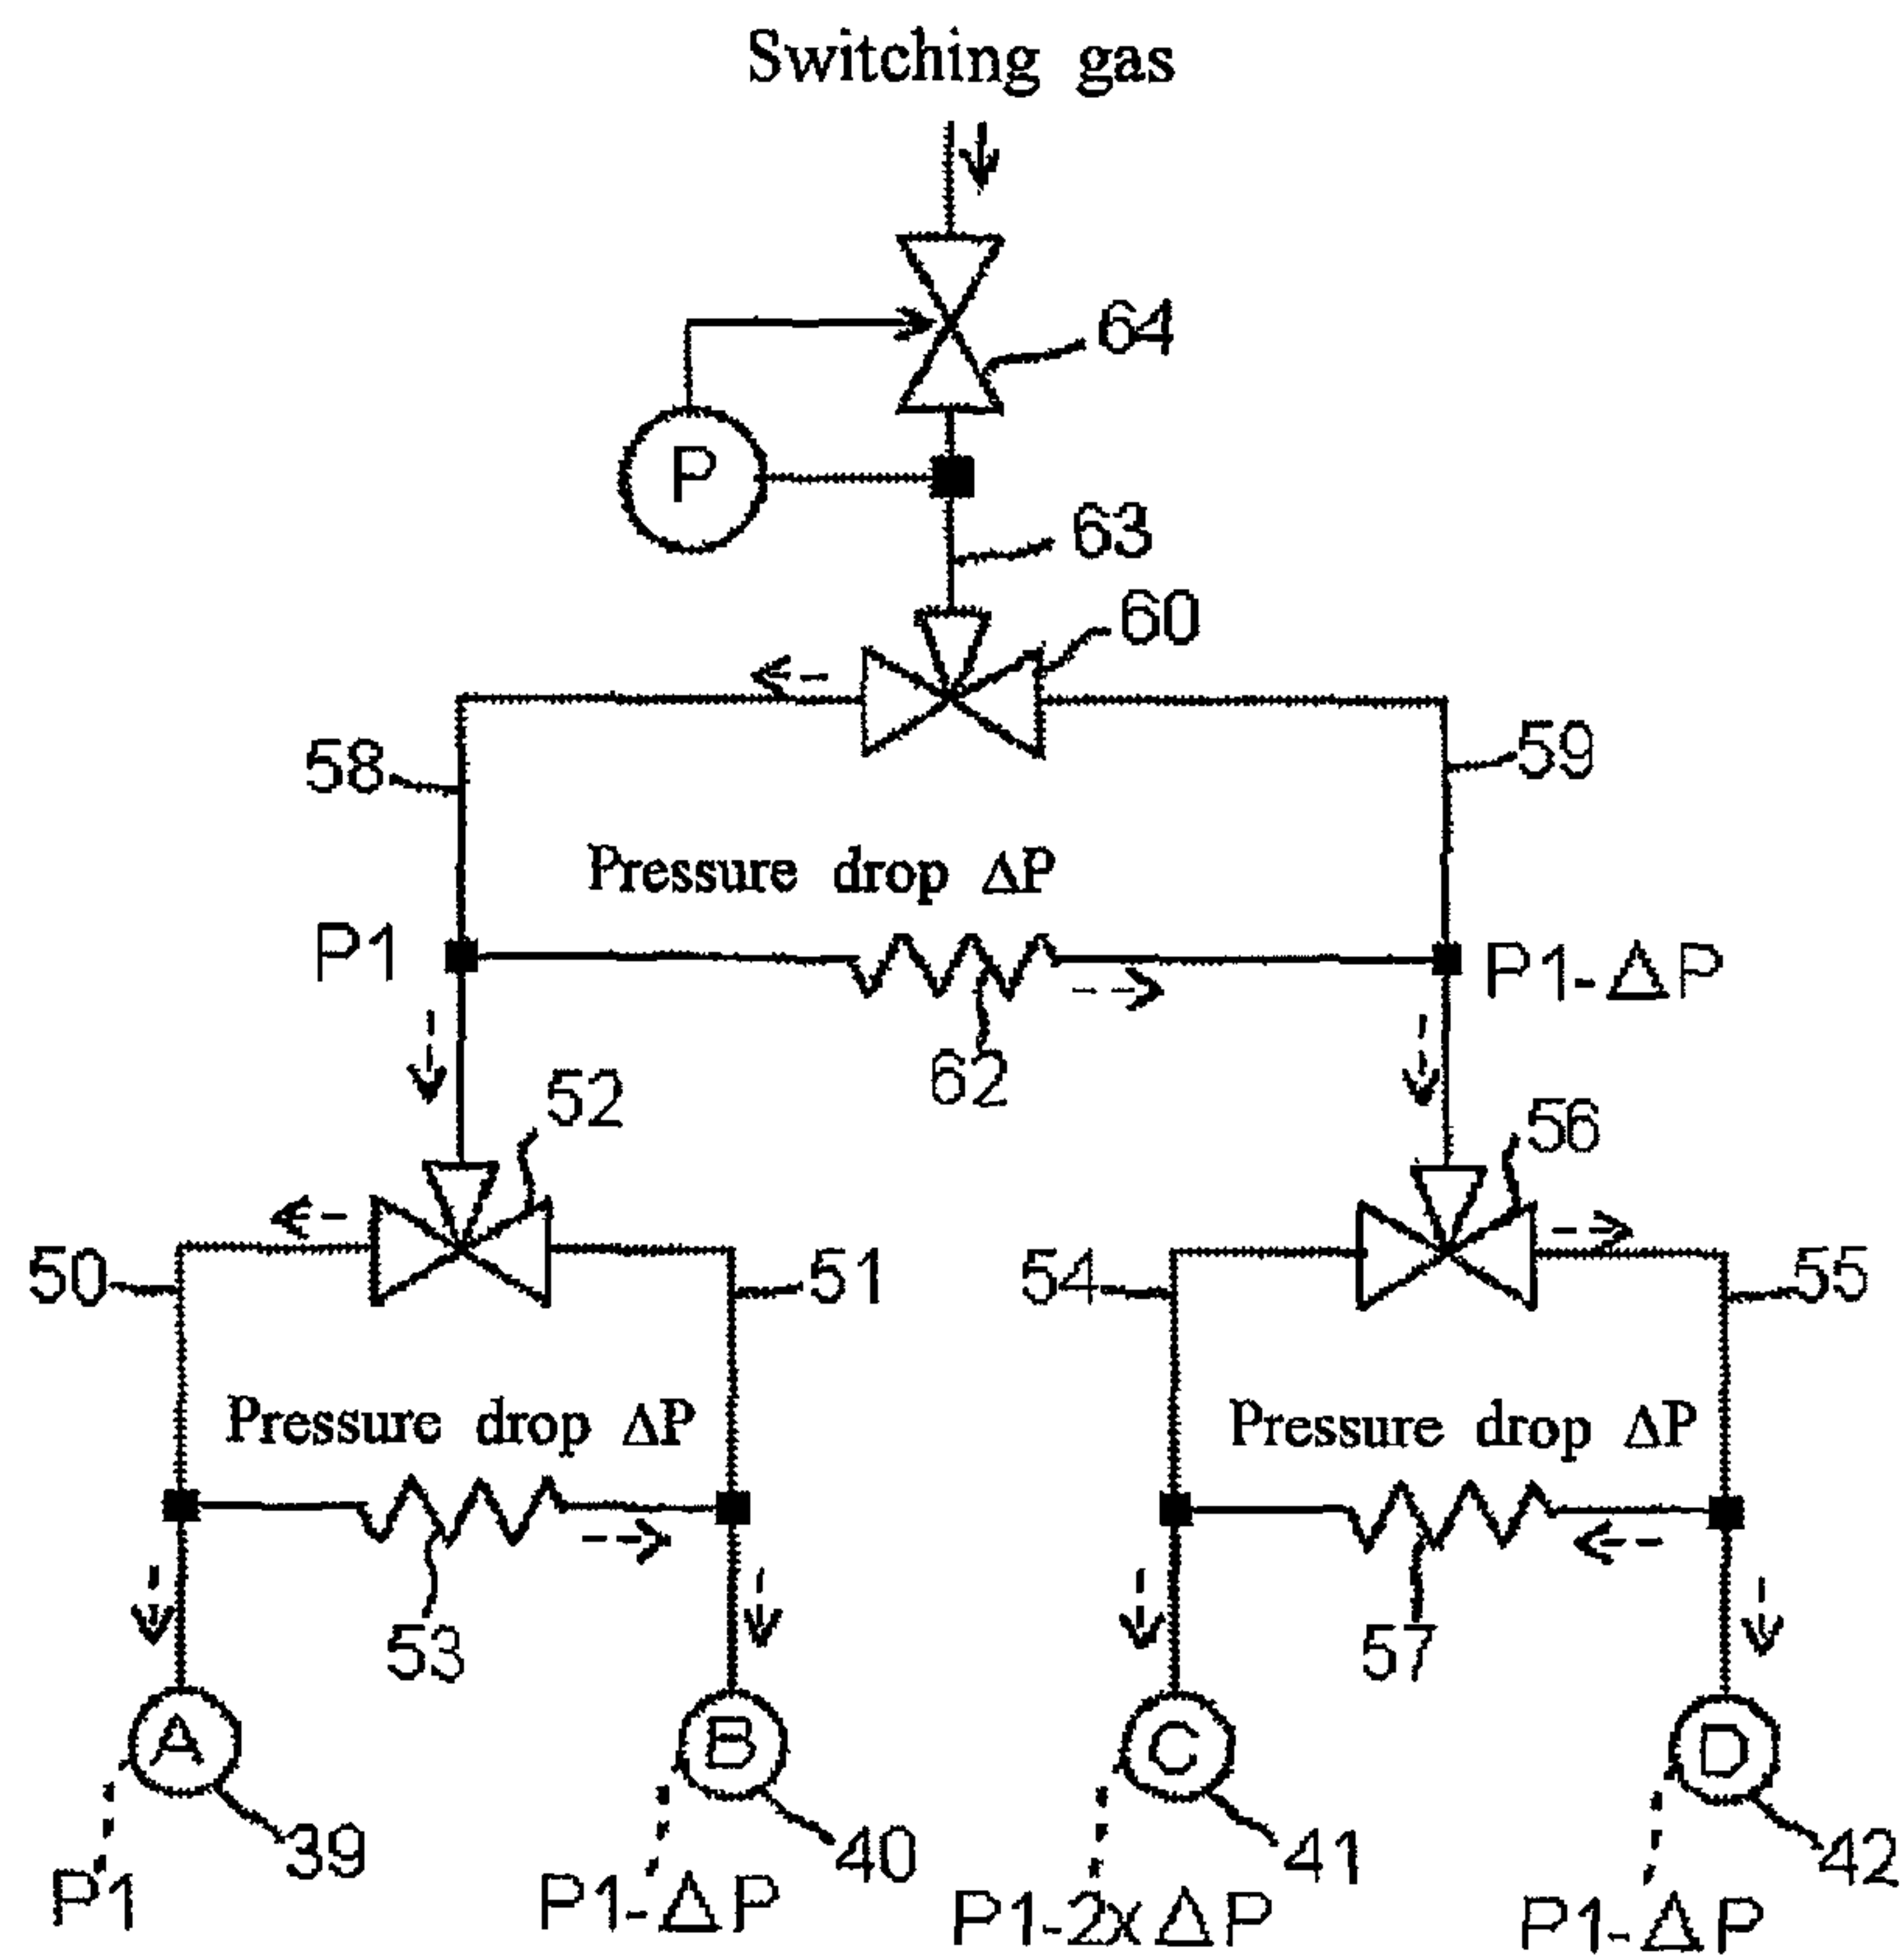 Switching gas
64
P
63
60
58
59
Pressure drop ΔP
P1
P1-ΔP
62
52
56
50
51
54
55
Pressure drop ΔP
Pressure drop ΔP
53
57
A
B
C
D
39
40
41
42
P1
P1-ΔP
P1-2xΔP
P1-ΔP